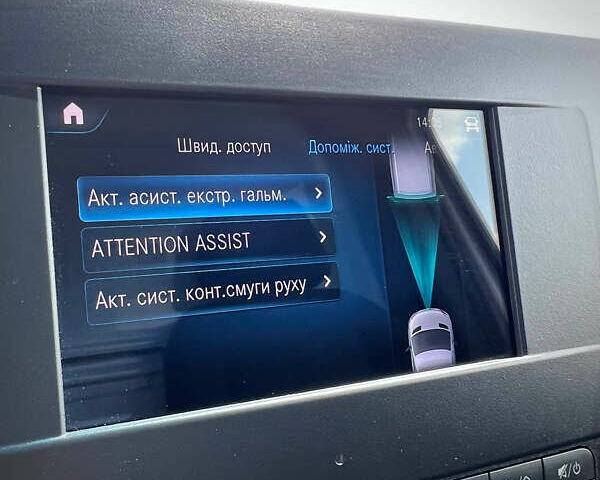 Швид. доступ
Допоміж. сист.
Акт. асист. екстр. гальм.
ATTENTION ASSIST
Акт. сист. конт.смуги руху